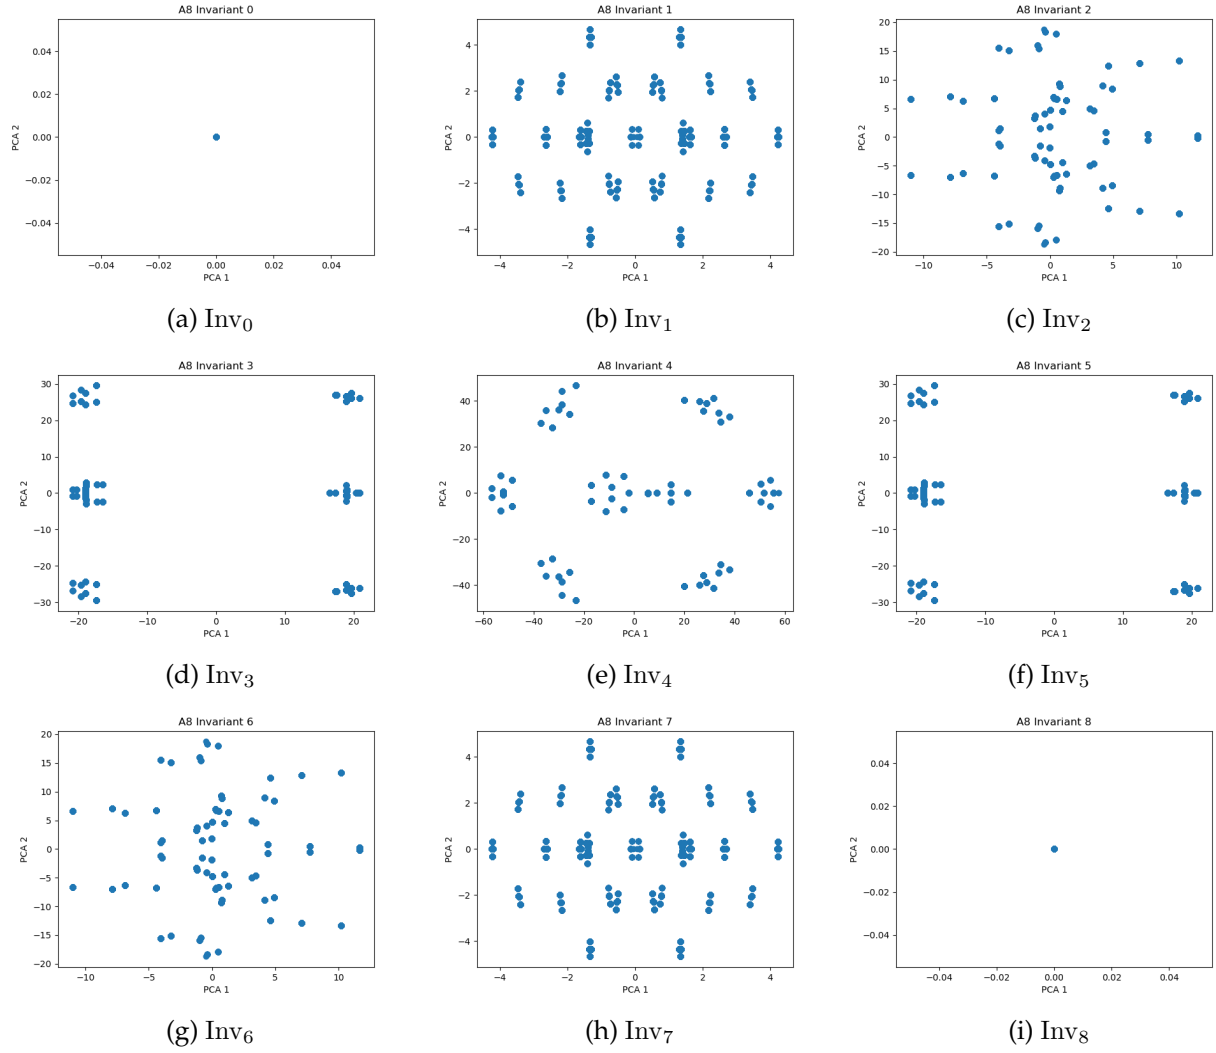 A8 Invariant 0
0.04
0.02
0.00
−0.02
−0.04
PCA 2
−0.04
−0.02
0.00
0.02
0.04
PCA 1
(a) Inv0
A8 Invariant 1
4
2
0
−2
−4
PCA 2
−4
−2
0
2
4
PCA 1
(b) Inv1
A8 Invariant 2
20
15
10
5
0
−5
−10
−15
−20
PCA 2
−10
−5
0
5
10
PCA 1
(c) Inv2
A8 Invariant 3
30
20
10
0
−10
−20
−30
PCA 2
−20
−10
0
10
20
PCA 1
(d) Inv3
A8 Invariant 4
40
20
0
−20
−40
PCA 2
−60
−40
−20
0
20
40
60
PCA 1
(e) Inv4
A8 Invariant 5
30
20
10
0
−10
−20
−30
PCA 2
−20
−10
0
10
20
PCA 1
(f) Inv5
A8 Invariant 6
20
15
10
5
0
−5
−10
−15
−20
PCA 2
−10
−5
0
5
10
PCA 1
(g) Inv6
A8 Invariant 7
4
2
0
−2
−4
PCA 2
−4
−2
0
2
4
PCA 1
(h) Inv7
A8 Invariant 8
0.04
0.02
0.00
−0.02
−0.04
PCA 2
−0.04
−0.02
0.00
0.02
0.04
PCA 1
(i) Inv8